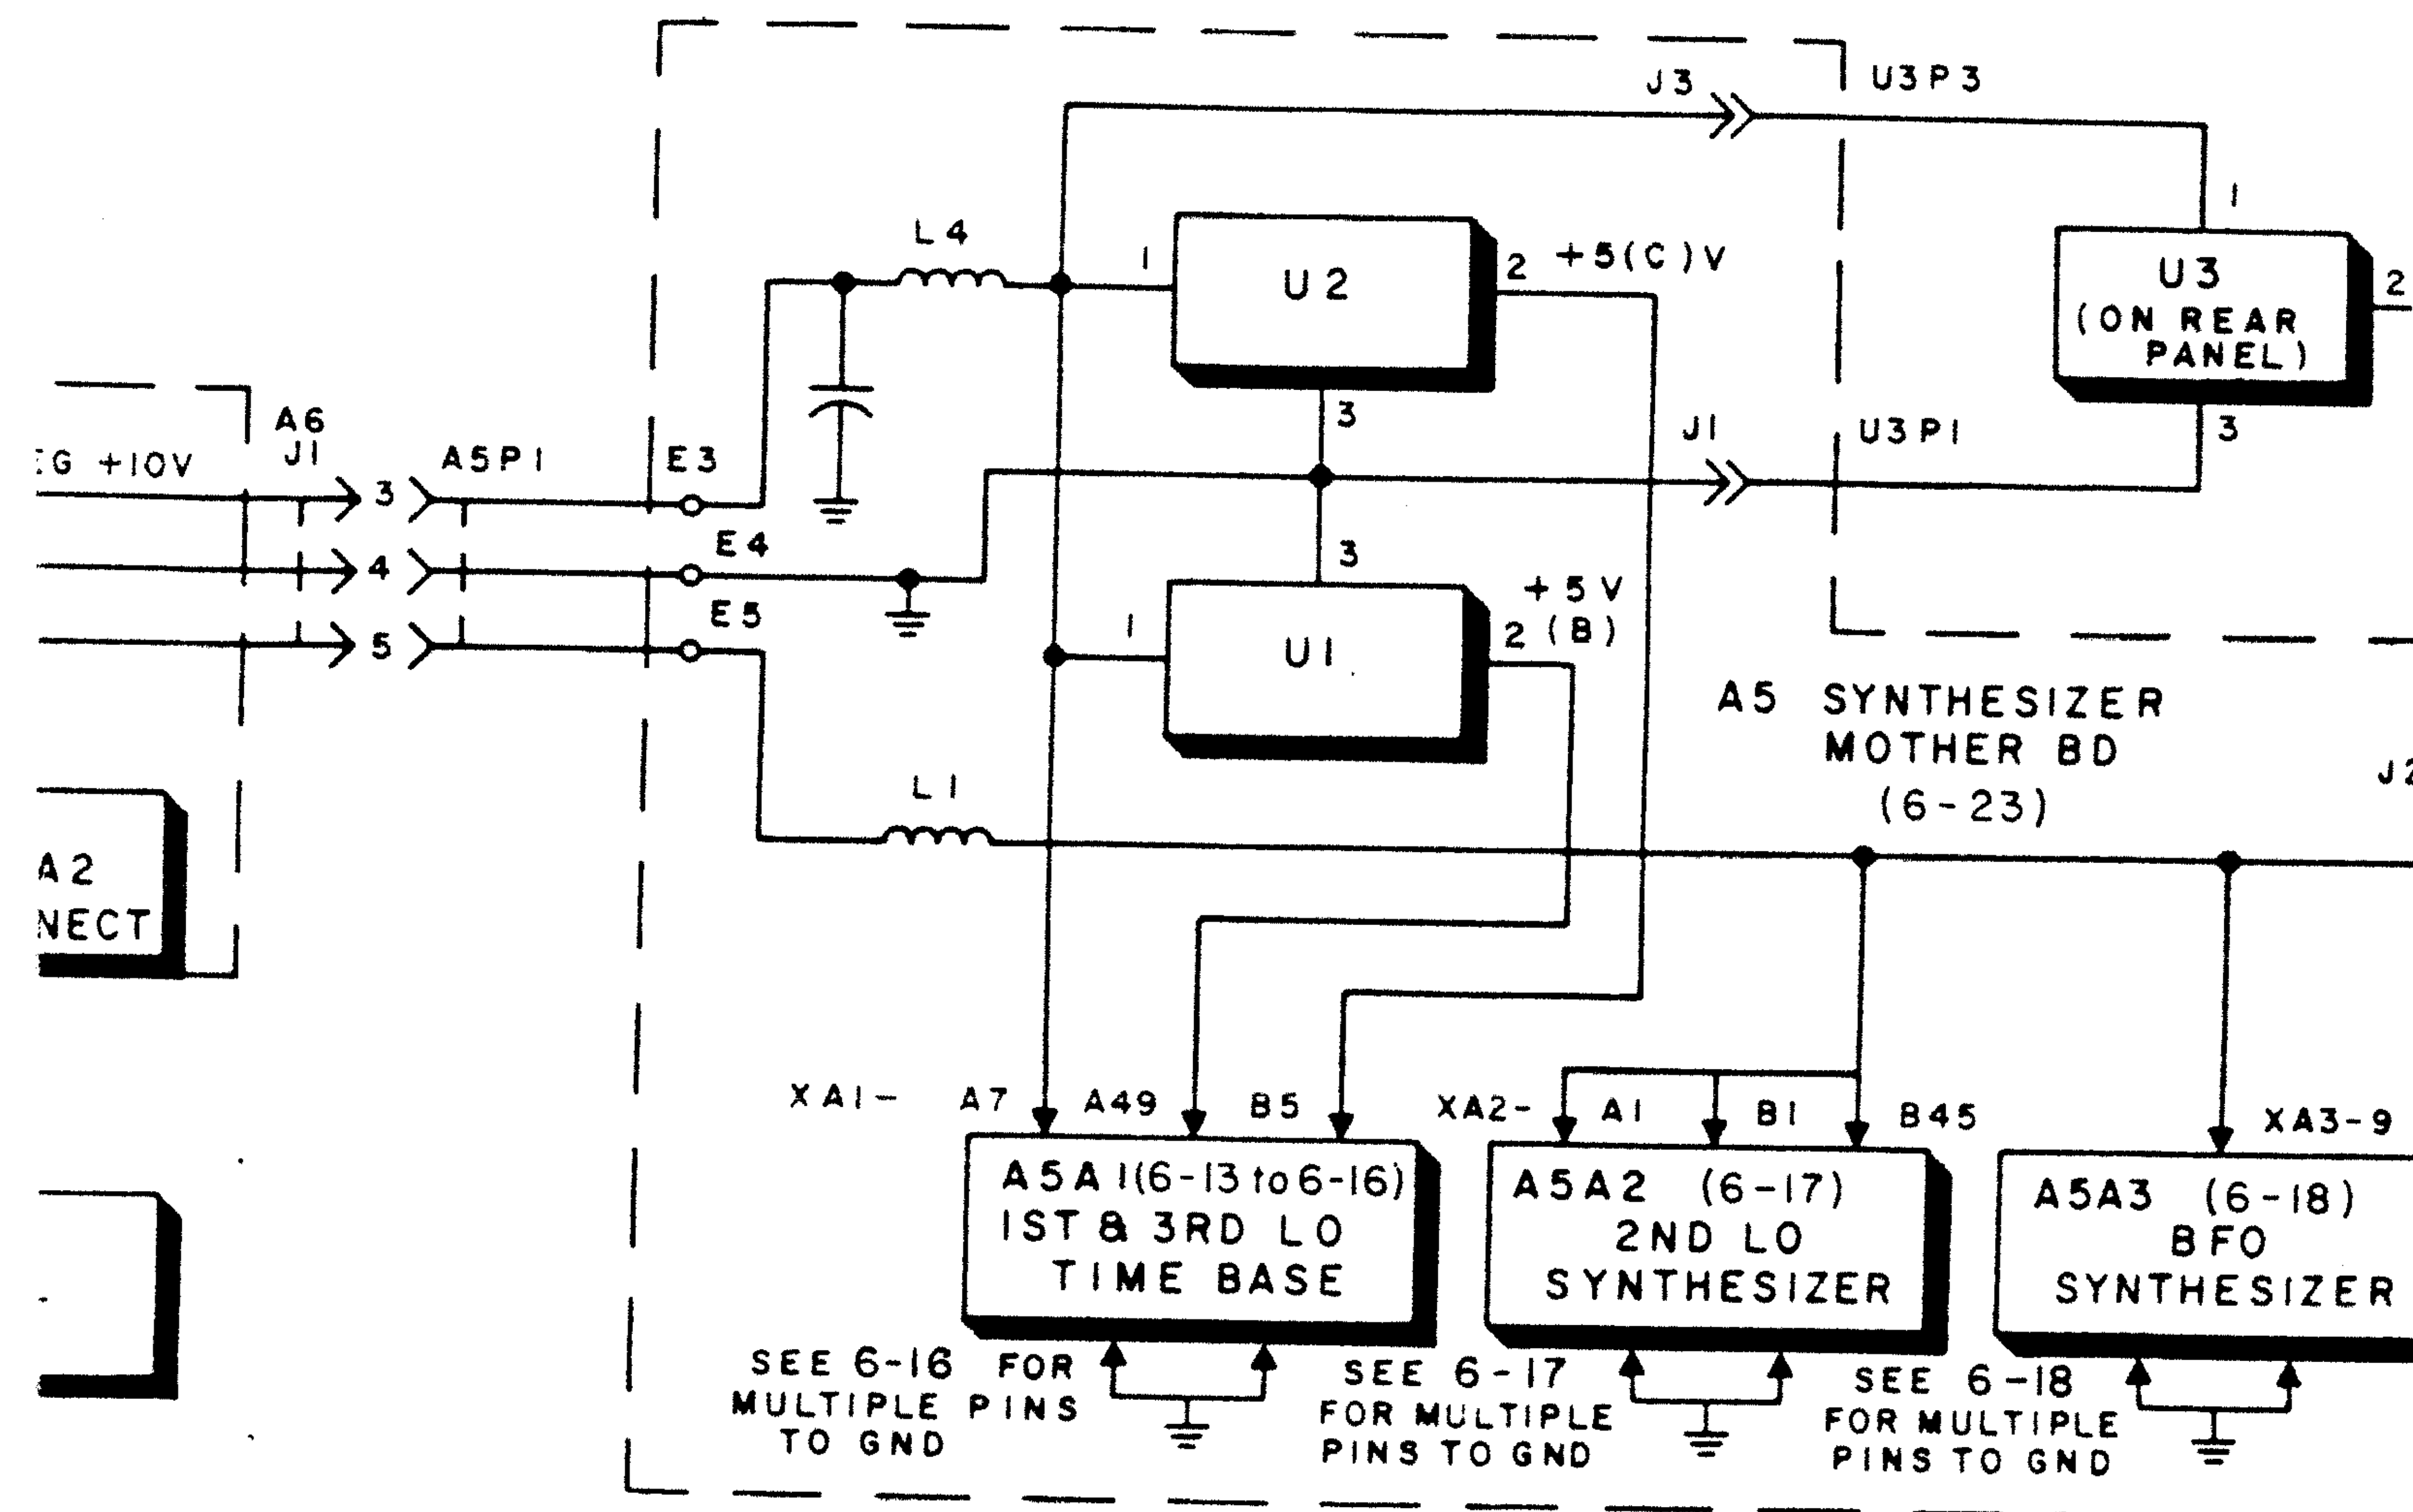 J3
U3P3
1
L4
1
U2
2
+5(C)V
U3
(ON REAR
PANEL)
2
3
3
A6
J1
EG +10V
A5P1
E3
J1
U3P1
3
E4
4
3
E5
5
1
U1
2
+5V
(B)
A5 SYNTHESIZER
MOTHER BD
(6-23)
J2
L1
A2
NECT
XA1-
A7
A49
B5
XA2-
A1
B1
B45
XA3-9
A5A1(6-13 to 6-16)
1ST & 3RD LO
TIME BASE
A5A2 (6-17)
2ND LO
SYNTHESIZER
A5A3 (6-18)
BFO
SYNTHESIZER
SEE 6-16 FOR
MULTIPLE PINS
TO GND
SEE 6-17
FOR MULTIPLE
PINS TO GND
SEE 6-18
FOR MULTIPLE
PINS TO GND